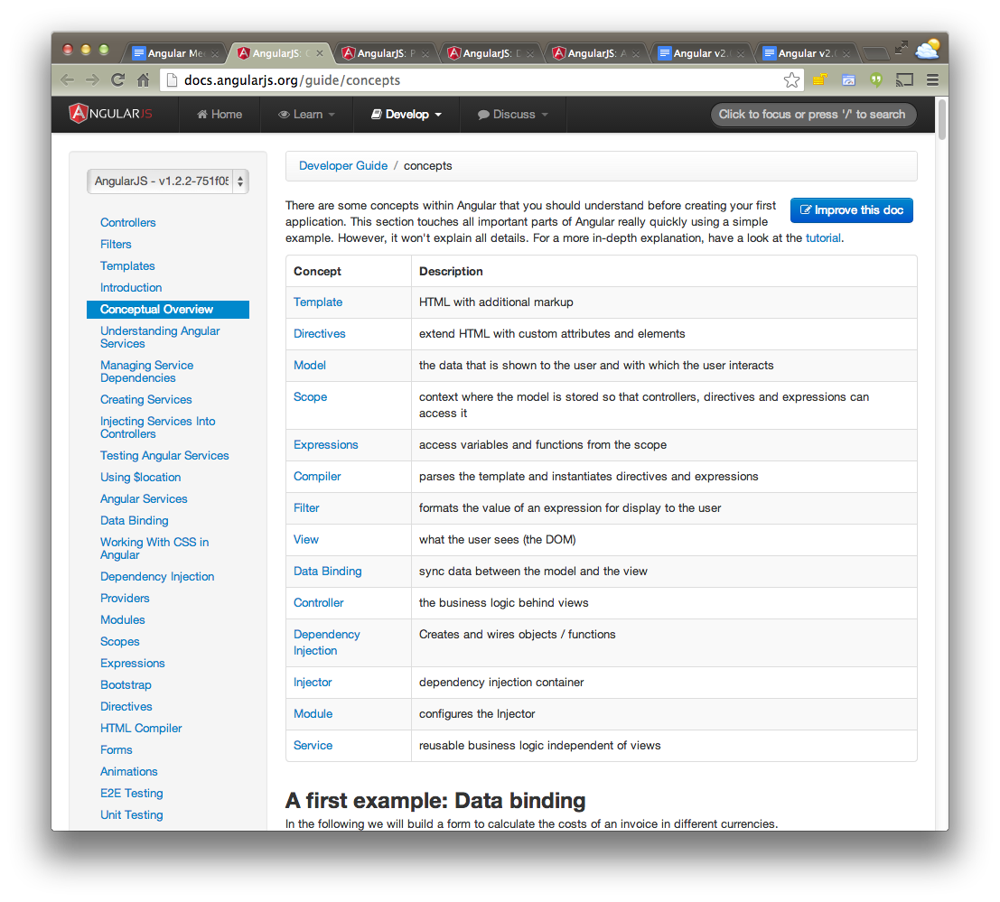 Angular Me
AngularJS: C
AngularJS: P
AngularJS: D
AngularJS: A
Angular v2.
Angular v2.
docs.angularjs.org/guide/concepts
ANGULARJS
Home
Learn
Develop
Discuss
Click to focus or press '/' to search
AngularJS - v1.2.2-751f05
Controllers
Filters
Templates
Introduction
Conceptual Overview
Understanding Angular
Services
Managing Service
Dependencies
Creating Services
Injecting Services Into
Controllers
Testing Angular Services
Using $location
Angular Services
Data Binding
Working With CSS in
Angular
Dependency Injection
Providers
Modules
Scopes
Expressions
Bootstrap
Directives
HTML Compiler
Forms
Animations
E2E Testing
Unit Testing
Developer Guide / concepts
Improve this doc
There are some concepts within Angular that you should understand before creating your first
application. This section touches all important parts of Angular really quickly using a simple
example. However, it won't explain all details. For a more in-depth explanation, have a look at the tutorial.
Concept Description
Template HTML with additional markup
Directives extend HTML with custom attributes and elements
Model the data that is shown to the user and with which the user interacts
Scope context where the model is stored so that controllers, directives and expressions can
access it
Expressions access variables and functions from the scope
Compiler parses the template and instantiates directives and expressions
Filter formats the value of an expression for display to the user
View what the user sees (the DOM)
Data Binding sync data between the model and the view
Controller the business logic behind views
Dependency Creates and wires objects / functions
Injection
Injector dependency injection container
Module configures the Injector
Service reusable business logic independent of views
A first example: Data binding
In the following we will build a form to calculate the costs of an invoice in different currencies.